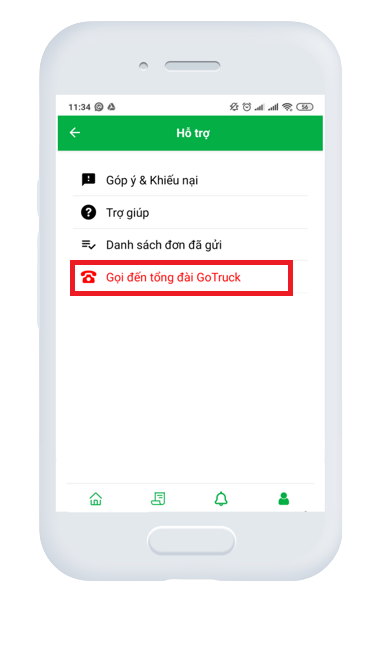 11:34
56
Hỗ trợ
Góp ý & Khiếu nại
Trợ giúp
Danh sách đơn đã gửi
Gọi đến tổng đài GoTruck